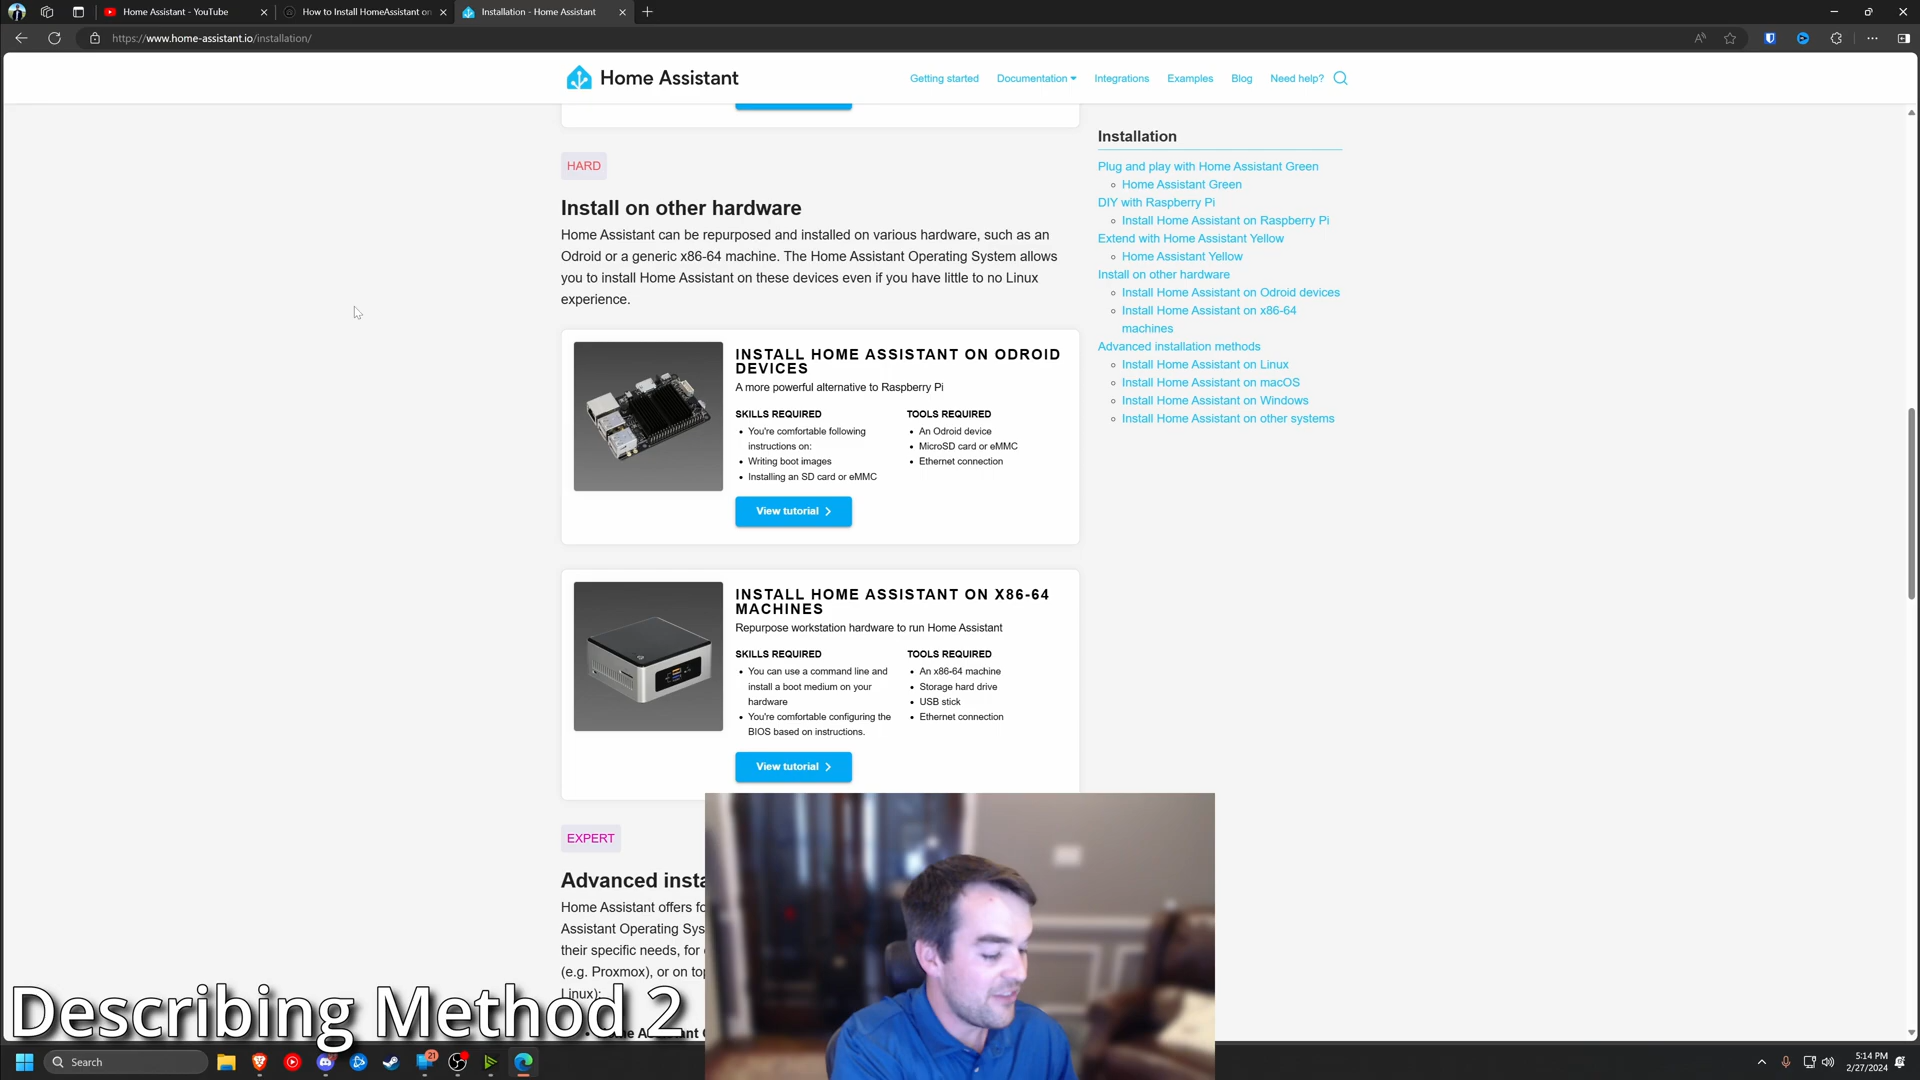 Home Assistant - YouTube
How to Install HomeAssistant on
Installation - Home Assistant
https://www.home-assistant.io/installation/
Home Assistant
Getting started
Documentation
Integrations
Examples
Blog
Need help?
HARD
Install on other hardware
Home Assistant can be repurposed and installed on various hardware, such as an
Odroid or a generic x86-64 machine. The Home Assistant Operating System allows
you to install Home Assistant on these devices even if you have little to no Linux
experience.
INSTALL HOME ASSISTANT ON ODROID
DEVICES
A more powerful alternative to Raspberry Pi
SKILLS REQUIRED
You're comfortable following
instructions on:
Writing boot images
Installing an SD card or eMMC
TOOLS REQUIRED
An Odroid device
MicroSD card or eMMC
Ethernet connection
View tutorial
INSTALL HOME ASSISTANT ON X86-64
MACHINES
Repurpose workstation hardware to run Home Assistant
SKILLS REQUIRED
You can use a command line and
install a boot medium on your
hardware
You're comfortable configuring the
BIOS based on instructions.
TOOLS REQUIRED
An x86-64 machine
Storage hard drive
USB stick
Ethernet connection
View tutorial
EXPERT
Advanced insta
Home Assistant offers fo
Assistant Operating Sys
their specific needs, for
(e.g. Proxmox), or on top
Linux):
Installation
Plug and play with Home Assistant Green
Home Assistant Green
DIY with Raspberry Pi
Install Home Assistant on Raspberry Pi
Extend with Home Assistant Yellow
Home Assistant Yellow
Install on other hardware
Install Home Assistant on Odroid devices
Install Home Assistant on x86-64
machines
Advanced installation methods
Install Home Assistant on Linux
Install Home Assistant on macOS
Install Home Assistant on Windows
Install Home Assistant on other systems
Describing Method 2
Search
21
5:14 PM
2/27/2024